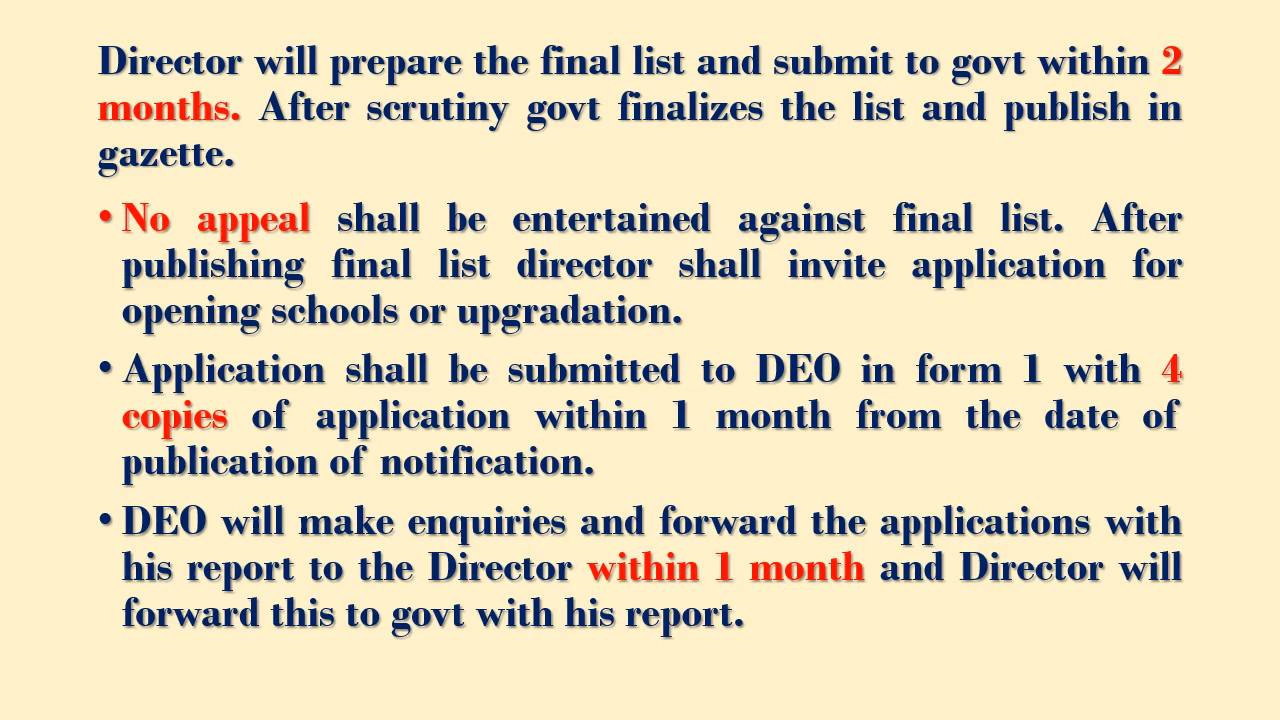 Director will prepare the final list and submit to govt within 2
months. After scrutiny govt finalizes the list and publish in
gazette.
• No appeal shall be entertained against final list. After
publishing final list director shall invite application for
opening schools or upgradation.
• Application shall be submitted to DEO in form 1 with 4
copies of application within 1 month from the date of
publication of notification.
• DEO will make enquiries and forward the applications with
his report to the Director within 1 month and Director will
forward this to govt with his report.